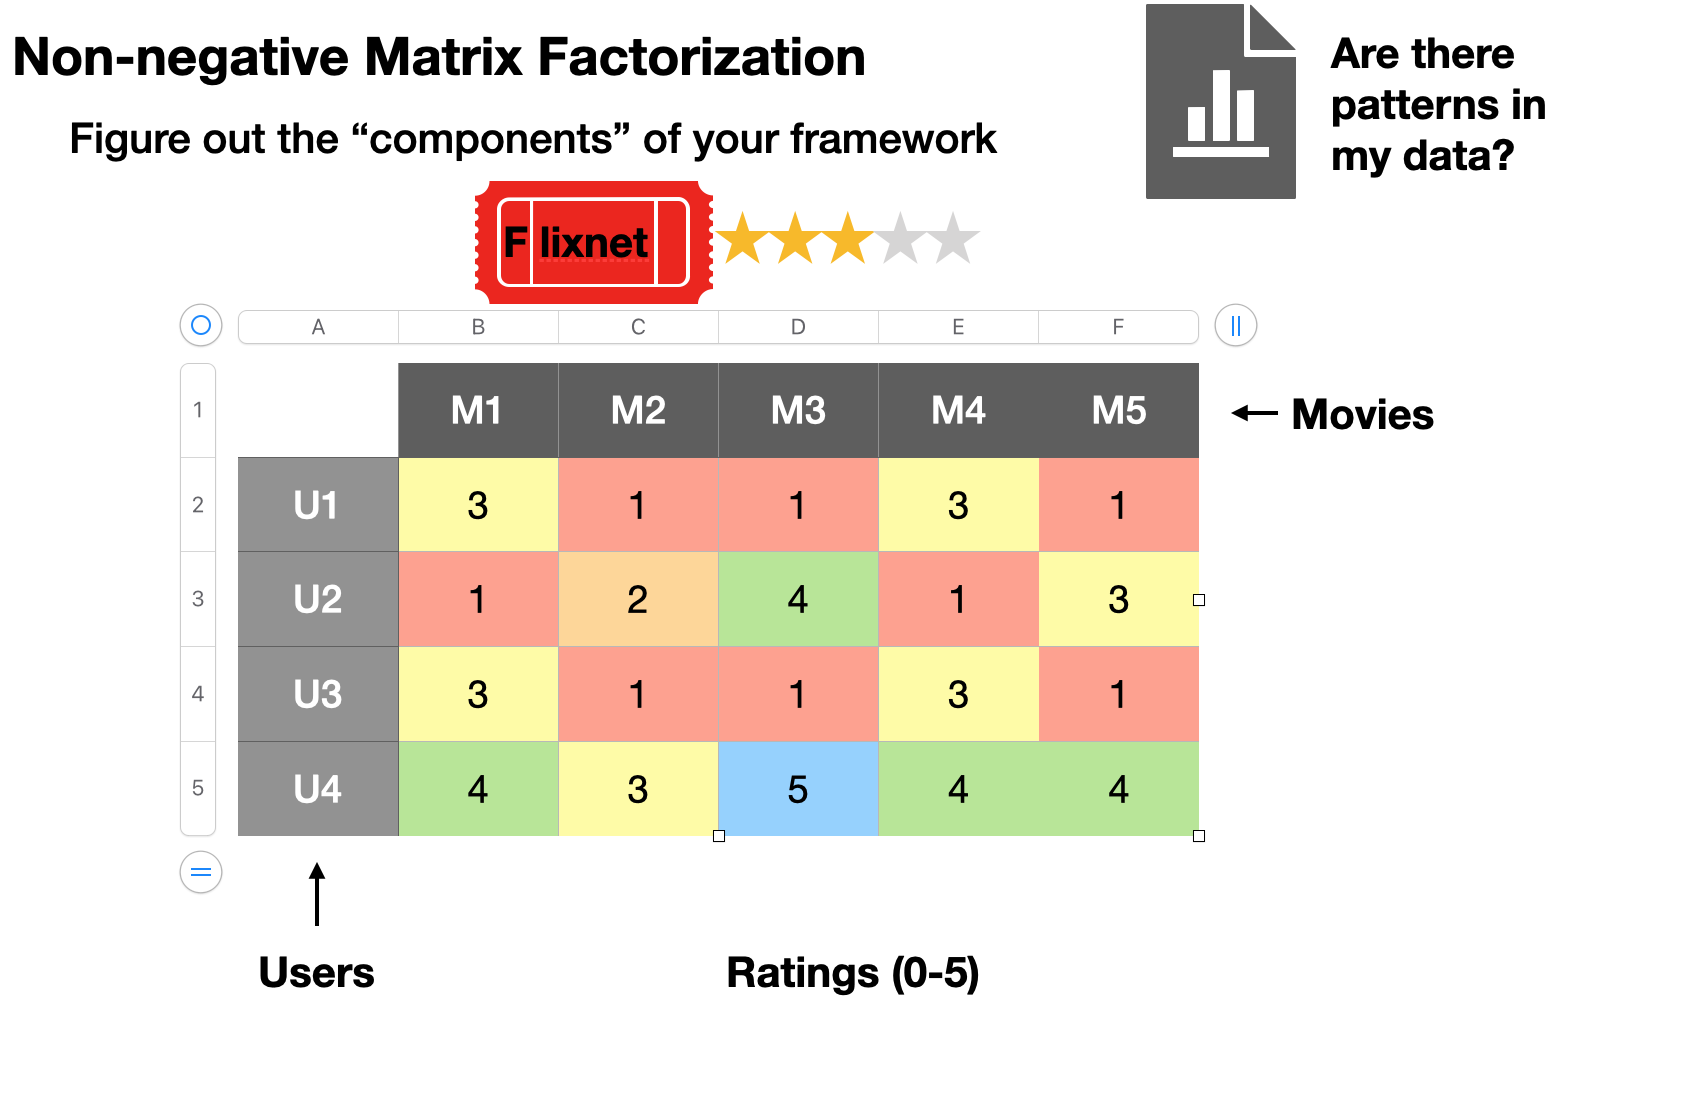 Non-negative Matrix Factorization
Are there
patterns in
my data?
Figure out the “components” of your framework
F lixnet
A B C D E F
1 M1 M2 M3 M4 M5
Movies
2 U1 3 1 1 3 1
3 U2 1 2 4 1 3
4 U3 3 1 1 3 1
5 U4 4 3 5 4 4
Users
Ratings (0-5)